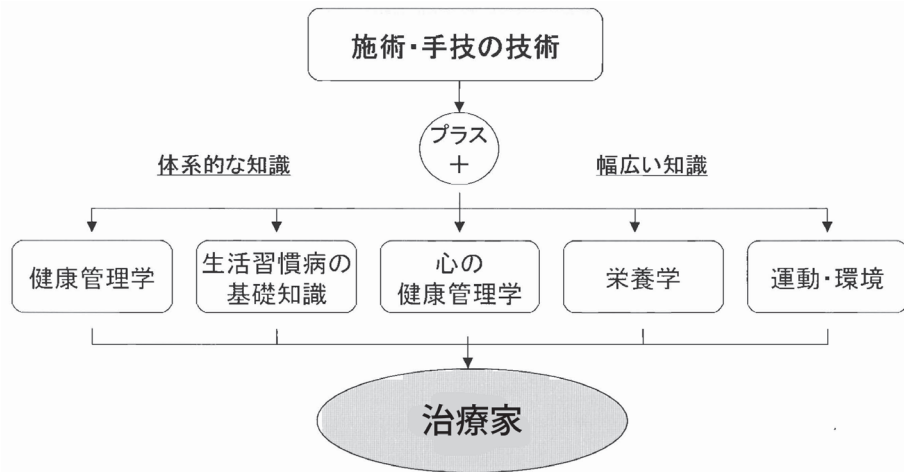 施術・手技の技術
プラス
+
体系的な知識
幅広い知識
健康管理学
生活習慣病の
基礎知識
心の
健康管理学
栄養学
運動・環境
治療家